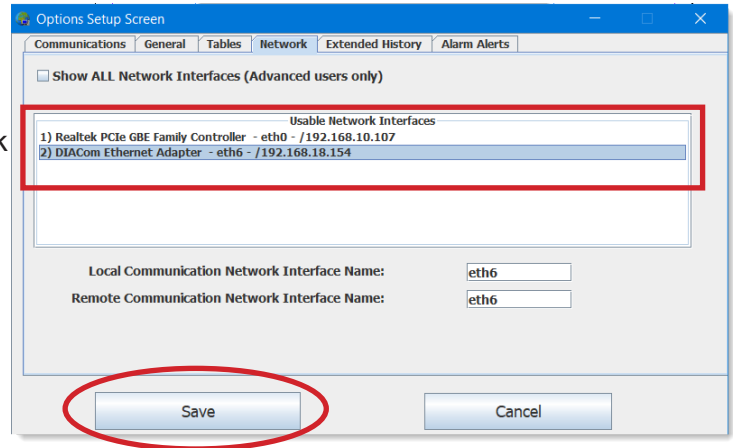 Options Setup Screen
Communications General Tables Network Extended History Alarm Alerts
Show ALL Network Interfaces (Advanced users only)
Usable Network Interfaces
k
1) Realtek PCIe GBE Family Controller - eth0 - /192.168.10.107
2) DIACom Ethernet Adapter - eth6 - /192.168.18.154
Local Communication Network Interface Name: eth6
Remote Communication Network Interface Name: eth6
Save Cancel